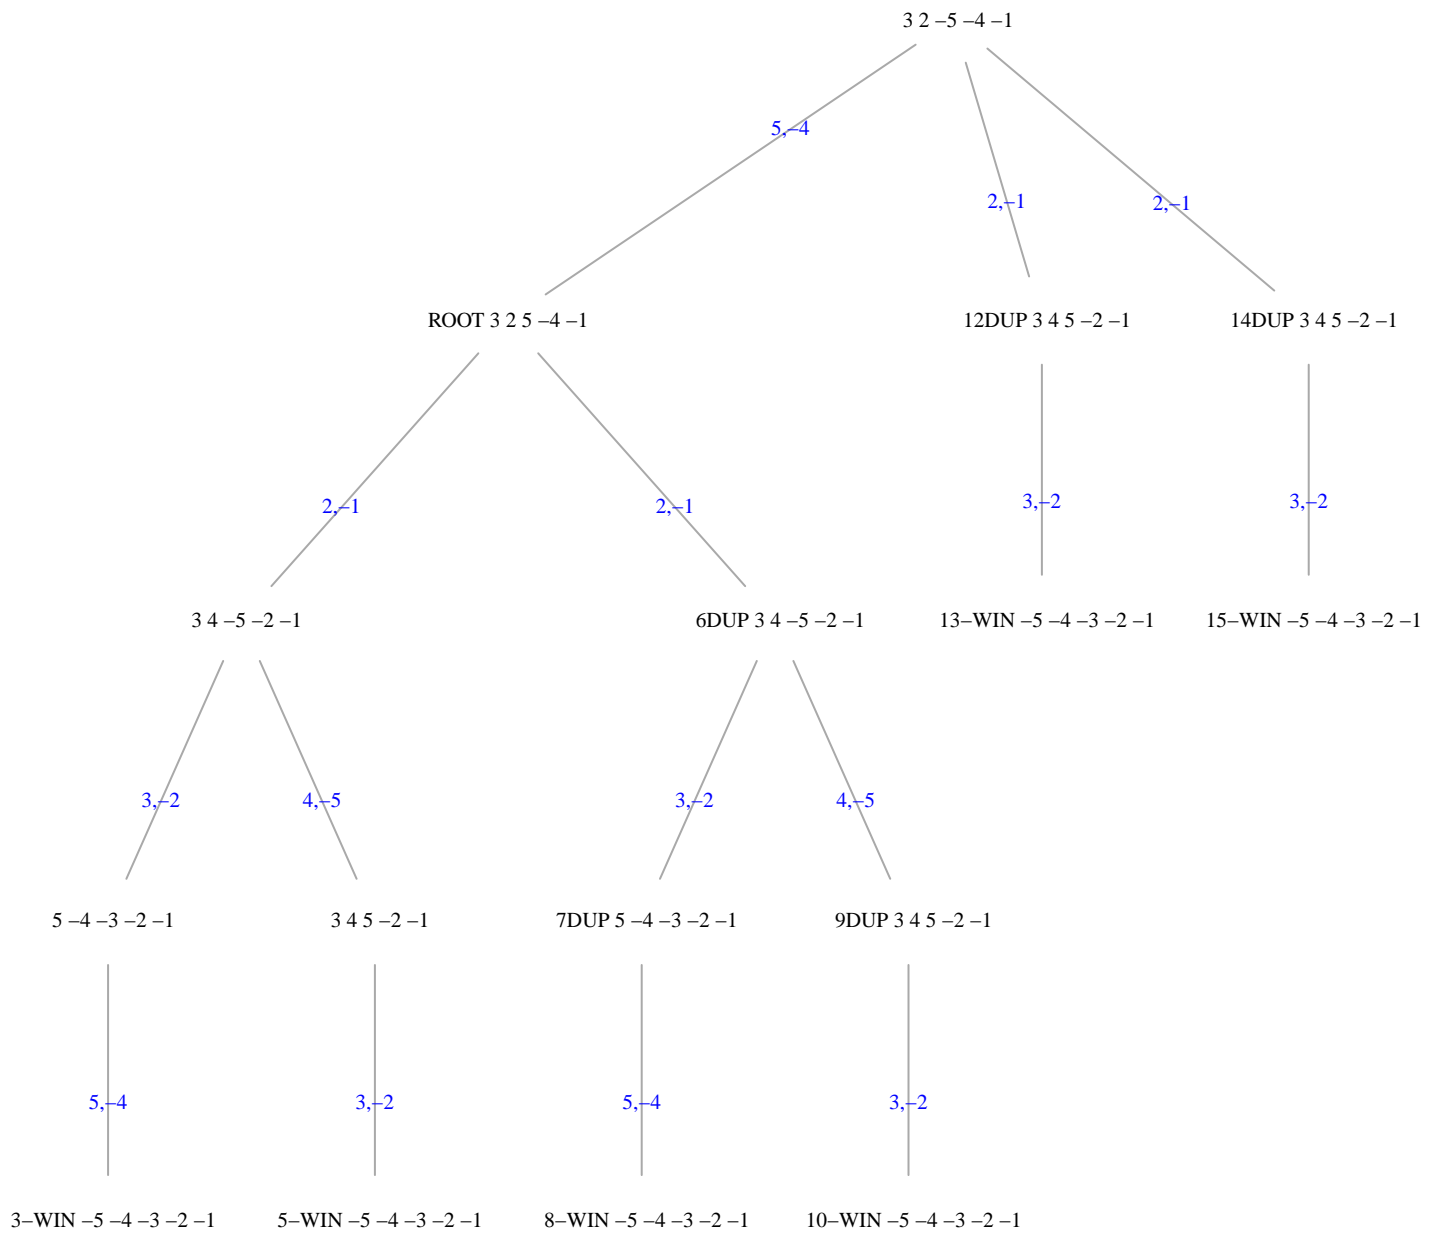 3 2 –5 –4 –1
5,–4
2,–1
2,–1
ROOT 3 2 5 –4 –1
12DUP 3 4 5 –2 –1
14DUP 3 4 5 –2 –1
2,–1
2,–1
3,–2
3,–2
3 4 –5 –2 –1
6DUP 3 4 –5 –2 –1
13–WIN –5 –4 –3 –2 –1
15–WIN –5 –4 –3 –2 –1
3,–2
4,–5
3,–2
4,–5
5 –4 –3 –2 –1
3 4 5 –2 –1
7DUP 5 –4 –3 –2 –1
9DUP 3 4 5 –2 –1
5,–4
3,–2
5,–4
3,–2
3–WIN –5 –4 –3 –2 –1
5–WIN –5 –4 –3 –2 –1
8–WIN –5 –4 –3 –2 –1
10–WIN –5 –4 –3 –2 –1